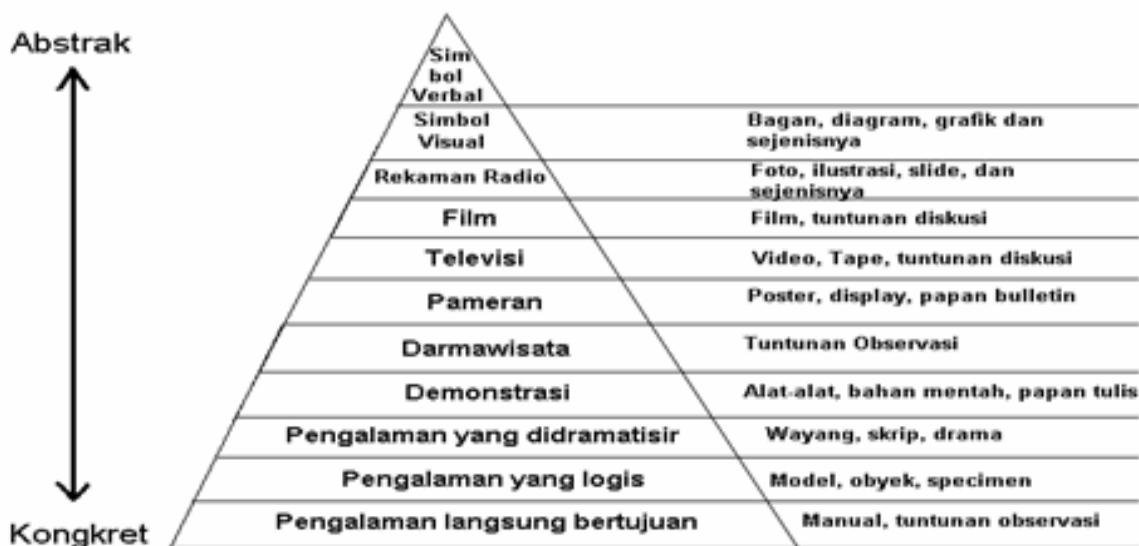 Abstrak
Sim
bol
Verbal
Simbol
Visual
Bagan, diagram, grafik dan
sejenisnya
Rekaman Radio
Foto, ilustrasi, slide, dan
sejenisnya
Film
Film, tuntunan diskusi
Televisi
Video, Tape, tuntunan diskusi
Pameran
Poster, display, papan bulletin
Darmawisata
Tuntunan Observasi
Demonstrasi
Alat-alat, bahan mentah, papan tulis
Pengalaman yang didramatisir
Wayang, skrip, drama
Pengalaman yang logis
Model, obyek, specimen
Kongkret
Pengalaman langsung bertujuan
Manual, tuntunan observasi